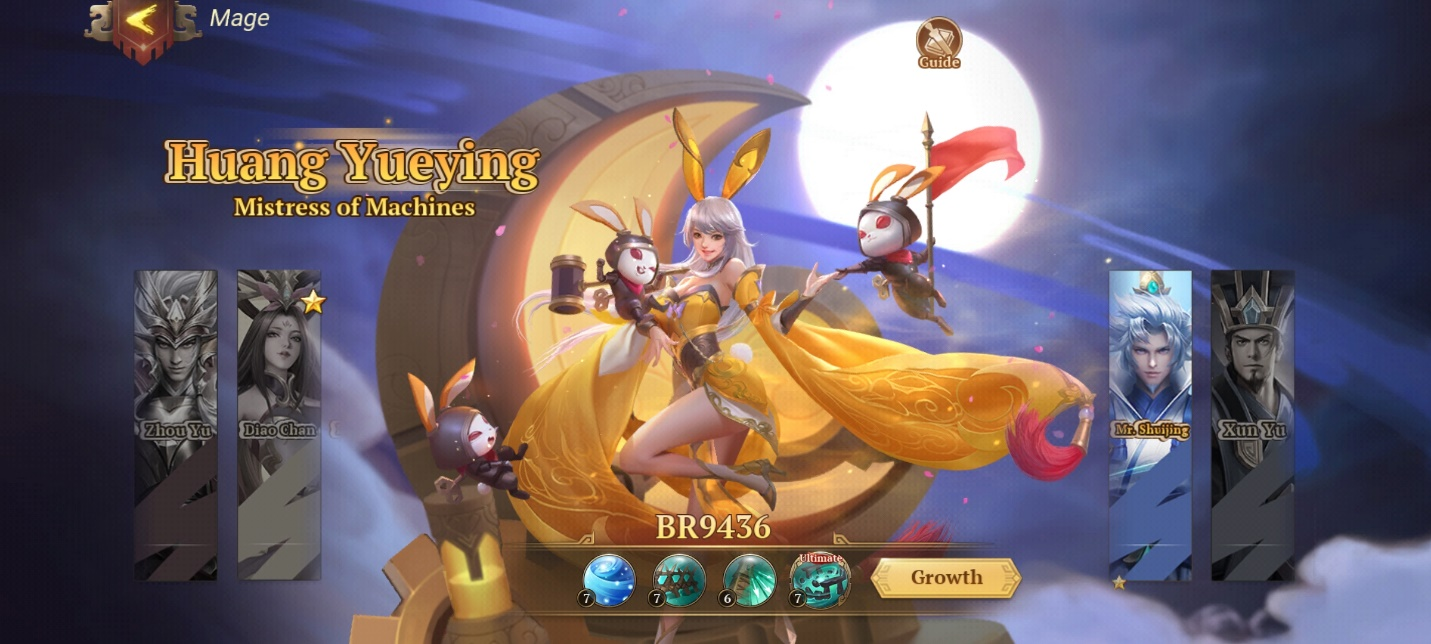 Mage
Guide
Huang Yueying
Mistress of Machines
Zhou Yu
Diao Chan
Mr. Shuijing
Xun Yu
BR9436
Ultimate
7
7
6
7
Growth